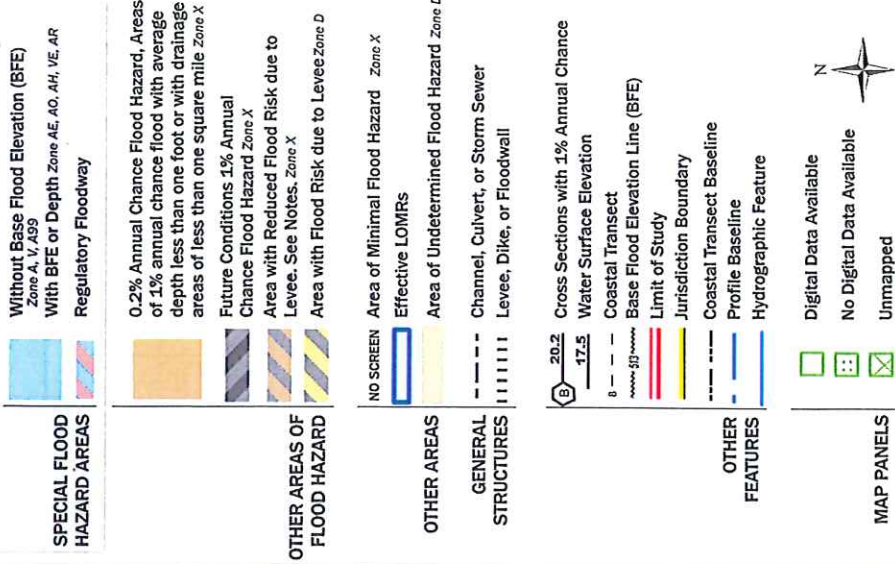 SPECIAL FLOOD
HAZARD AREAS
Without Base Flood Elevation (BFE)
Zone A, V, A99
With BFE or Depth Zone AE, AO, AH, VE, AR
Regulatory Floodway
OTHER AREAS OF
FLOOD HAZARD
0.2% Annual Chance Flood Hazard, Areas
of 1% annual chance flood with average
depth less than one foot or with drainage
areas of less than one square mile Zone X
Future Conditions 1% Annual
Chance Flood Hazard Zone X
Area with Reduced Flood Risk due to
Levee. See Notes. Zone X
Area with Flood Risk due to Levee Zone D
OTHER AREAS
NO SCREEN Area of Minimal Flood Hazard Zone X
Effective LOMRs
Area of Undetermined Flood Hazard Zone D
GENERAL
STRUCTURES
Channel, Culvert, or Storm Sewer
Levee, Dike, or Floodwall
OTHER
FEATURES
B 20.2 Cross Sections with 1% Annual Chance
17.5 Water Surface Elevation
8 Coastal Transect
513 Base Flood Elevation Line (BFE)
Limit of Study
Jurisdiction Boundary
Coastal Transect Baseline
Profile Baseline
Hydrographic Feature
MAP PANELS
Digital Data Available
No Digital Data Available
Unmapped
N